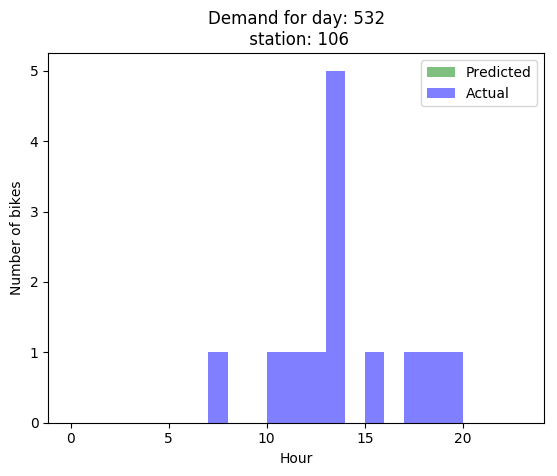 Demand for day: 532
station: 106
Predicted
Actual
Number of bikes
5
4
3
2
1
0
0 5 10 15 20
Hour